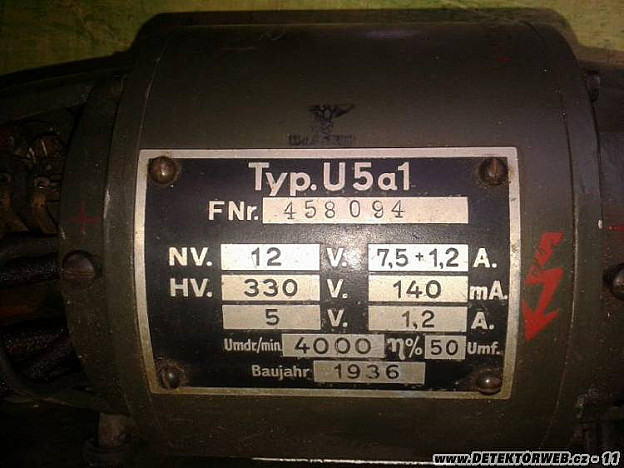 Typ. U5a1
FNr. 458094
NV. 12 V. 7,5+1,2 A.
HV. 330 V. 140 mA.
5 V. 1,2 A.
Umdr/min. 4000 η% 50 Umf.
Baujahr 1936
www.DETEKTORWEB.cz - 11